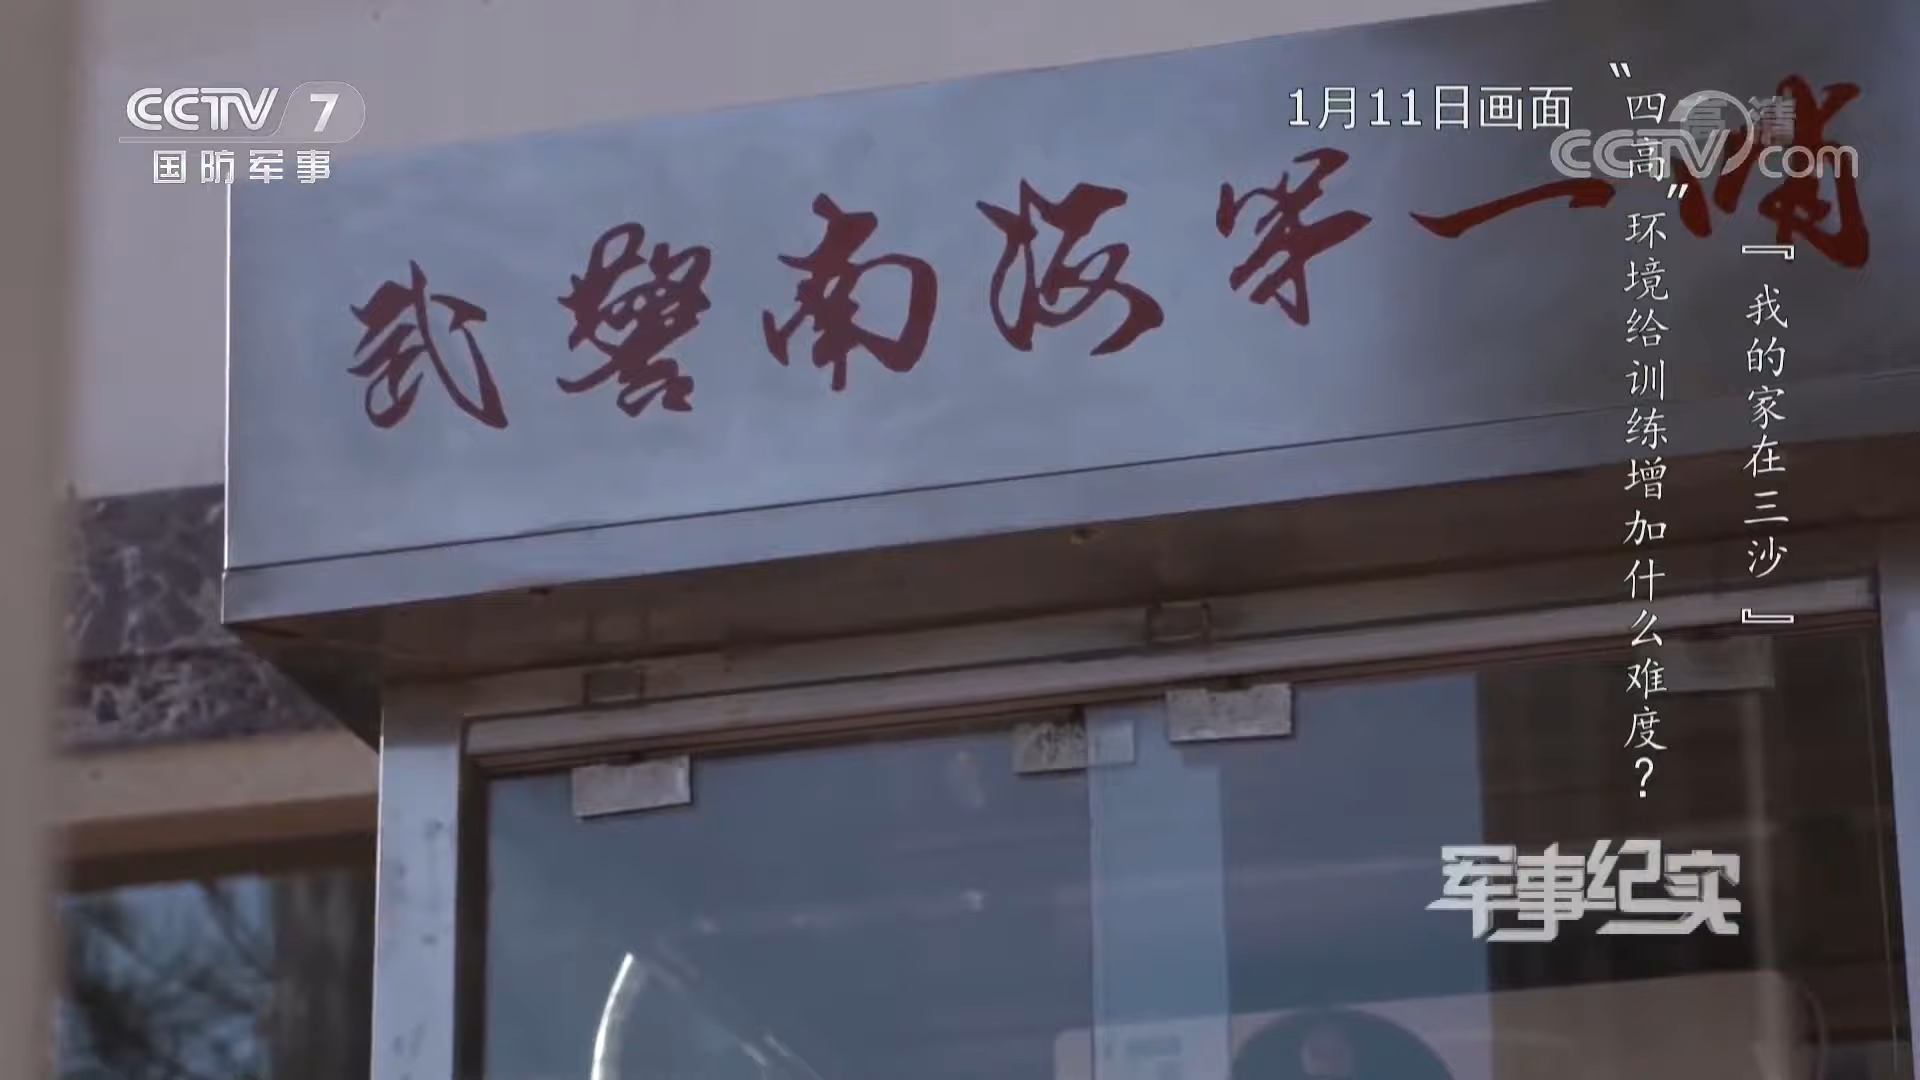 CCTV 7
国防军事
1月11日画面
高清
CCTV.com
武警南海第一哨
『我的家在三沙』
“四高”环境给训练增加什么难度？
军事纪实